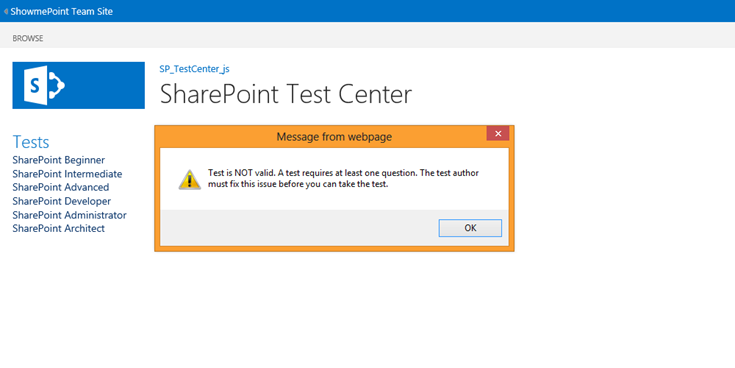 ShowmePoint Team Site
BROWSE
S
SP_TestCenter_js
SharePoint Test Center
Tests
SharePoint Beginner
SharePoint Intermediate
SharePoint Advanced
SharePoint Developer
SharePoint Administrator
SharePoint Architect
Message from webpage
Test is NOT valid. A test requires at least one question. The test author
must fix this issue before you can take the test.
OK